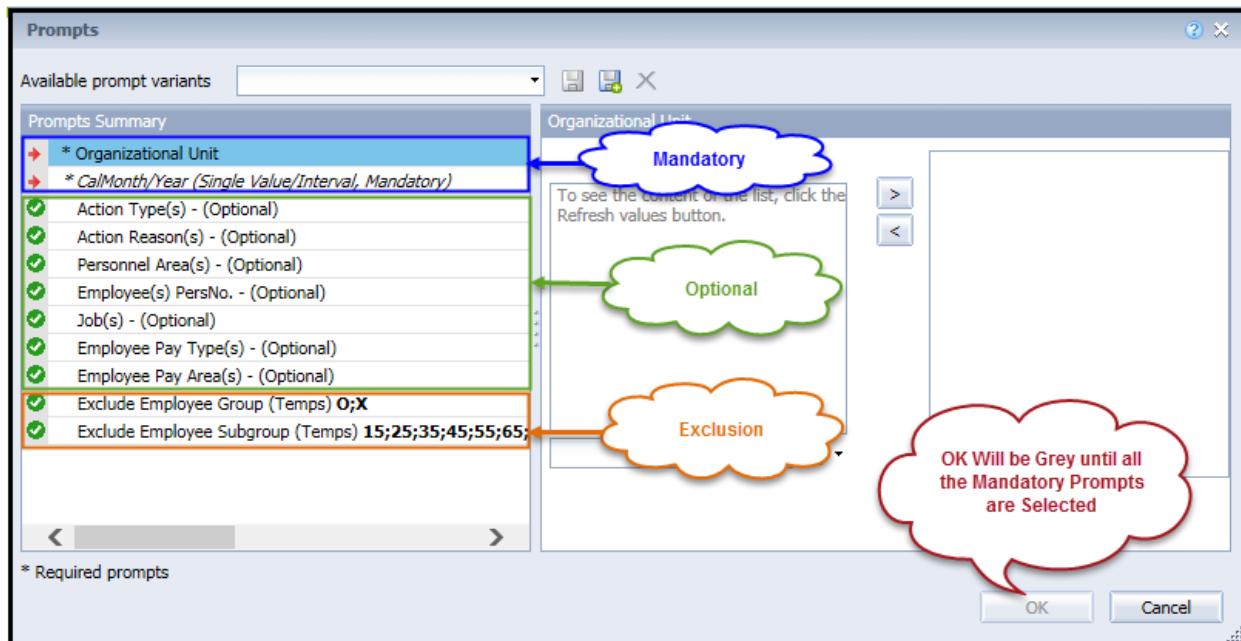 Prompts
Available prompt variants
Prompts Summary
* Organizational Unit
* CalMonth/Year (Single Value/Interval, Mandatory)
Action Type(s) - (Optional)
Action Reason(s) - (Optional)
Personnel Area(s) - (Optional)
Employee(s) PersNo. - (Optional)
Job(s) - (Optional)
Employee Pay Type(s) - (Optional)
Employee Pay Area(s) - (Optional)
Exclude Employee Group (Temps) O;X
Exclude Employee Subgroup (Temps) 15;25;35;45;55;65;
Organizational Unit
Mandatory
To see the content of the list, click the
Refresh values button.
>
<
Optional
Exclusion
OK Will be Grey until all
the Mandatory Prompts
are Selected
* Required prompts
OK
Cancel